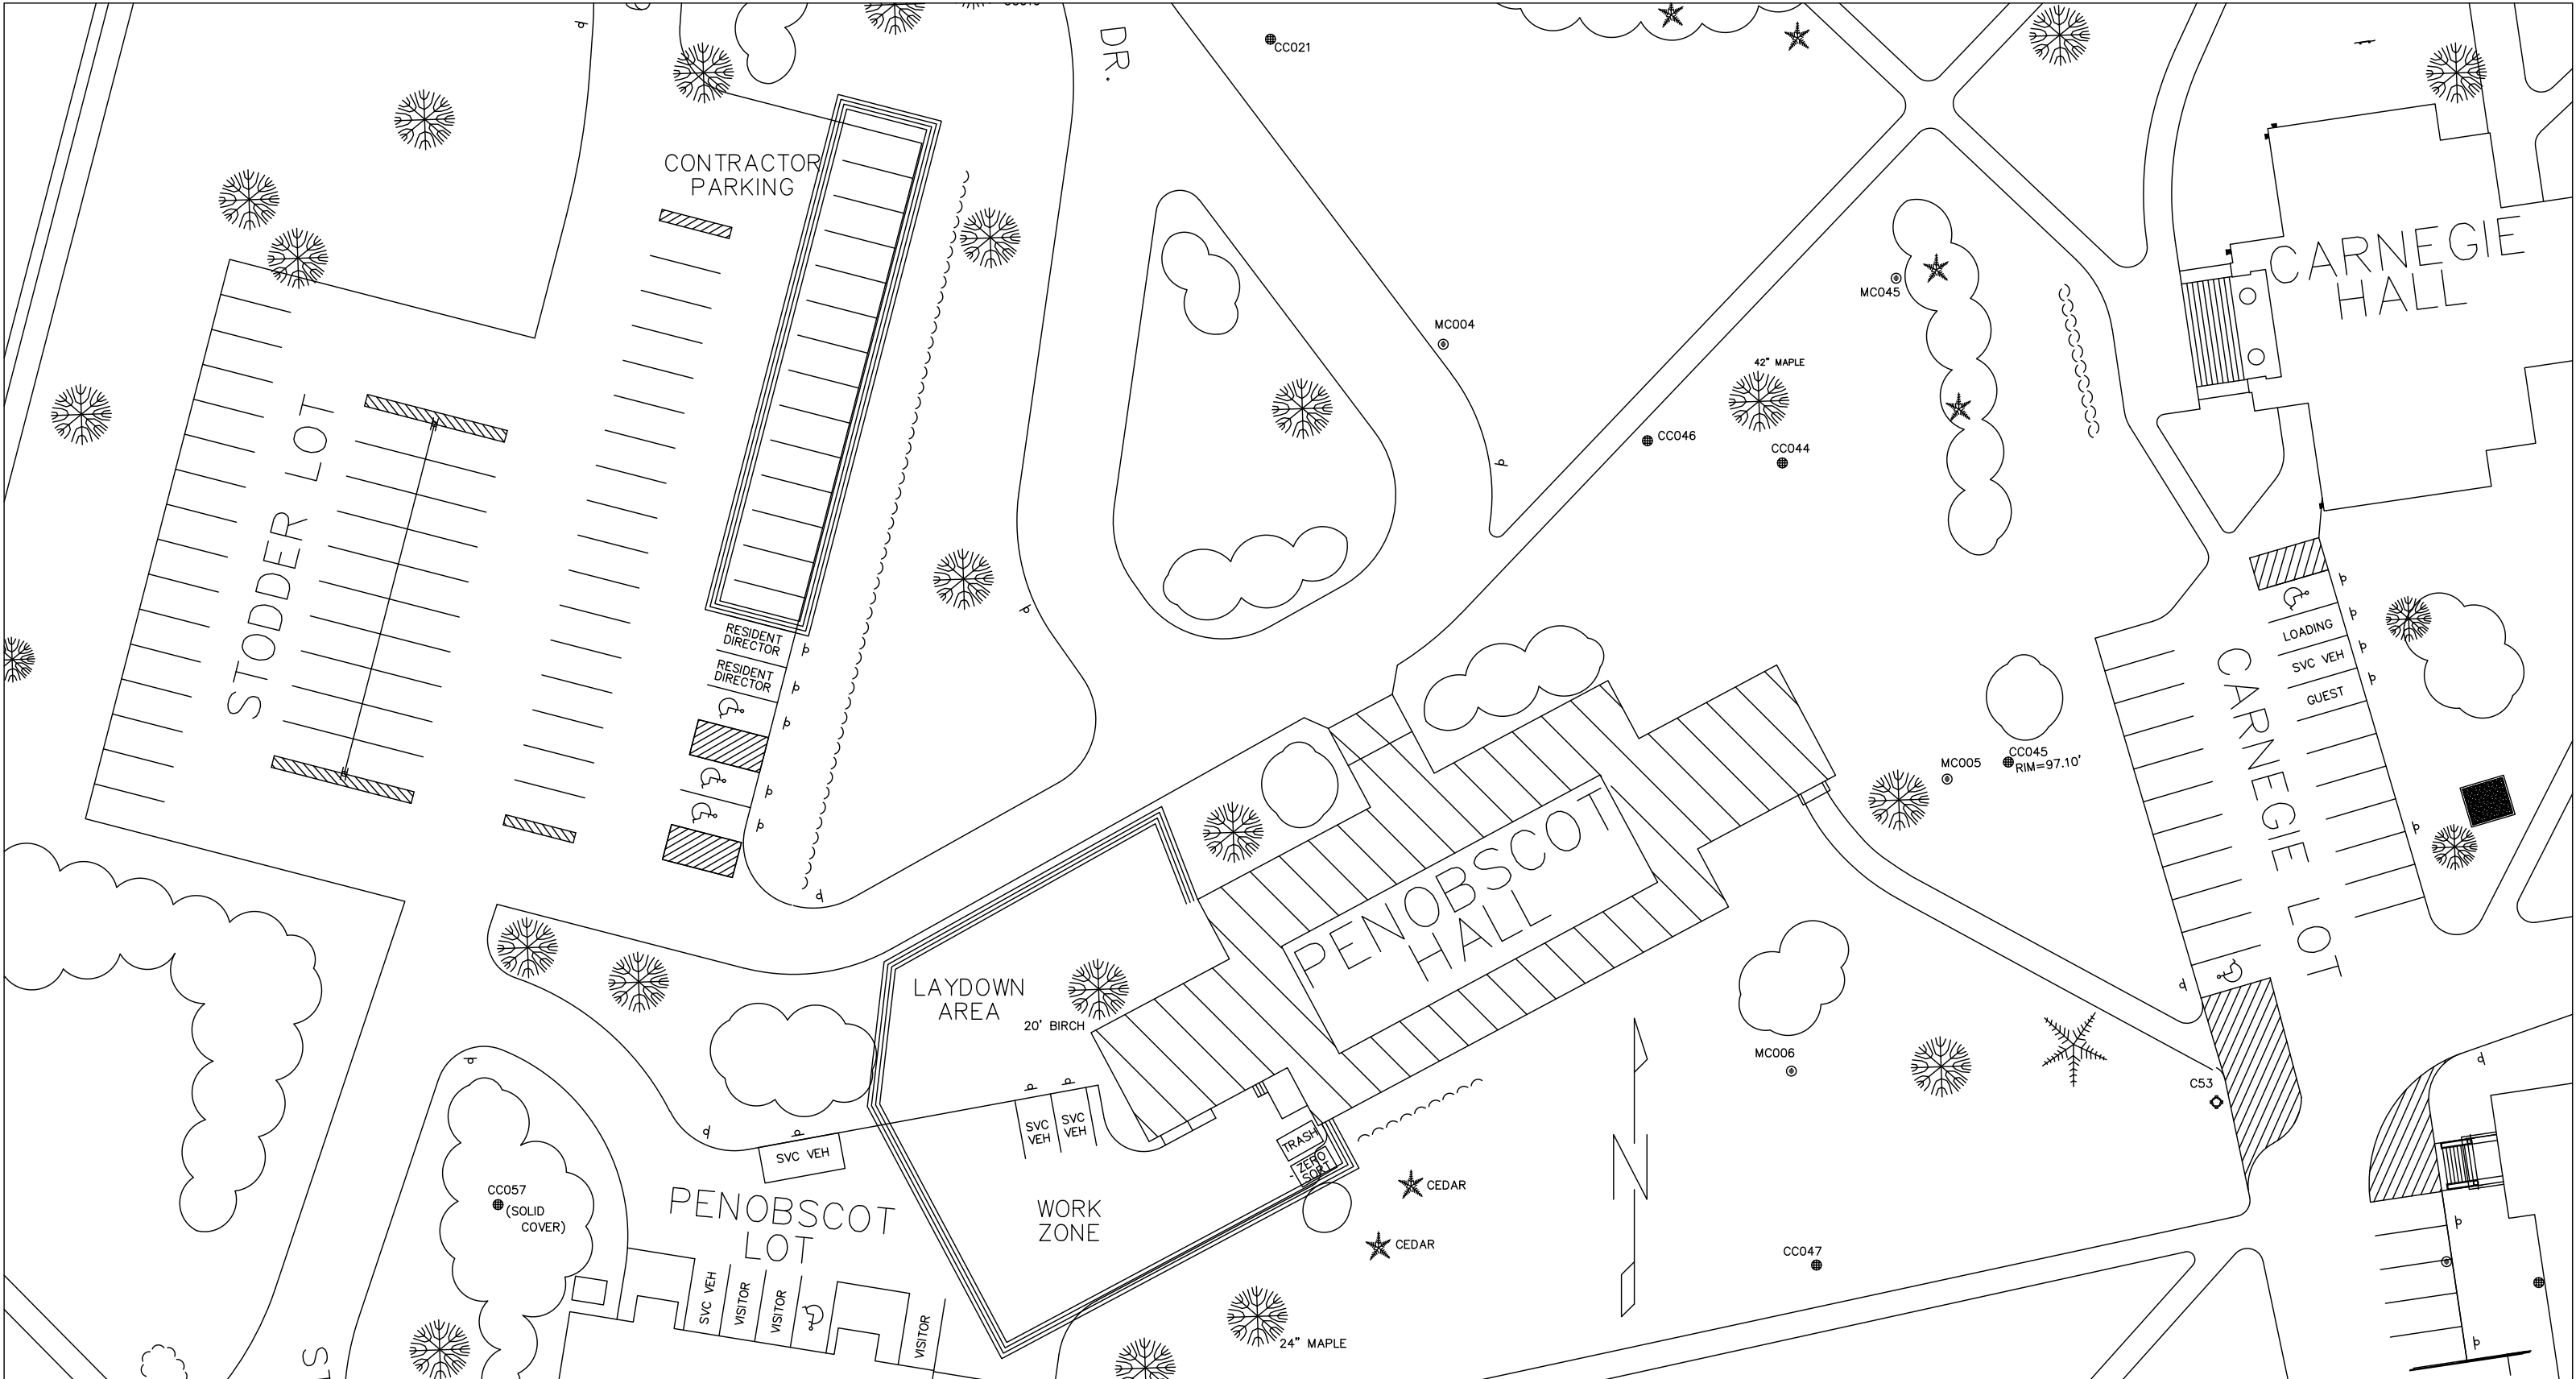 DR.
CC021
CONTRACTOR
PARKING
CARNEGIE
HALL
MC045
MC004
42" MAPLE
CC046
CC044
STODDER LOT
RESIDENT
DIRECTOR
RESIDENT
DIRECTOR
LOADING
SVC VEH
GUEST
CARNEGIE LOT
MC005
CC045
RIM=97.10'
PENOBSCOT
HALL
LAYDOWN
AREA
20' BIRCH
MC006
C53
SVC
VEH
SVC
VEH
TRASH
ZERO
SORT
SVC VEH
CC057
(SOLID
COVER)
PENOBSCOT
LOT
WORK
ZONE
CEDAR
CEDAR
N
CC047
SVC VEH
VISITOR
VISITOR
VISITOR
24" MAPLE